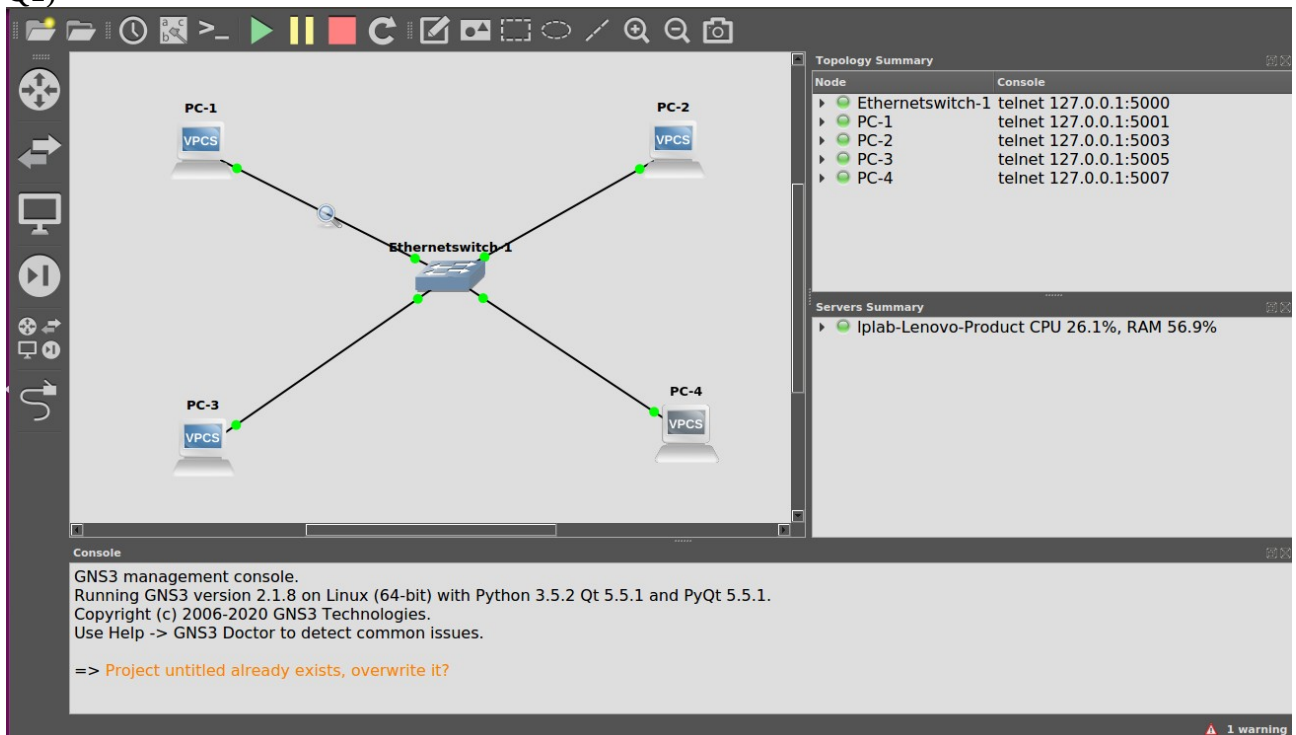 PC-1
PC-2
VPCS
VPCS
Ethernetswitch-1
PC-3
PC-4
VPCS
VPCS
Topology Summary
Node Console
Ethernetswitch-1 telnet 127.0.0.1:5000
PC-1 telnet 127.0.0.1:5001
PC-2 telnet 127.0.0.1:5003
PC-3 telnet 127.0.0.1:5005
PC-4 telnet 127.0.0.1:5007
Servers Summary
lplab-Lenovo-Product CPU 26.1%, RAM 56.9%
Console
GNS3 management console.
Running GNS3 version 2.1.8 on Linux (64-bit) with Python 3.5.2 Qt 5.5.1 and PyQt 5.5.1.
Copyright (c) 2006-2020 GNS3 Technologies.
Use Help -> GNS3 Doctor to detect common issues.
=> Project untitled already exists, overwrite it?
1 warning